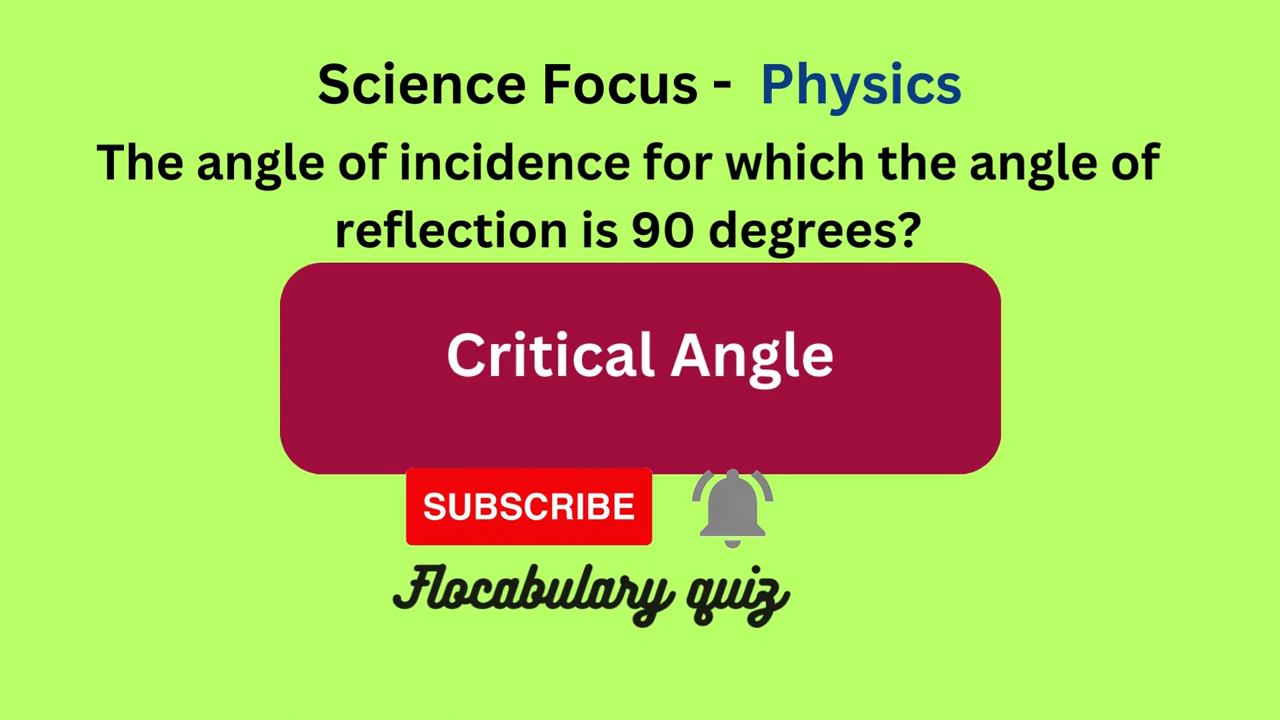 Science Focus - Physics
The angle of incidence for which the angle of
reflection is 90 degrees?
Critical Angle
SUBSCRIBE
Flocabulary quiz